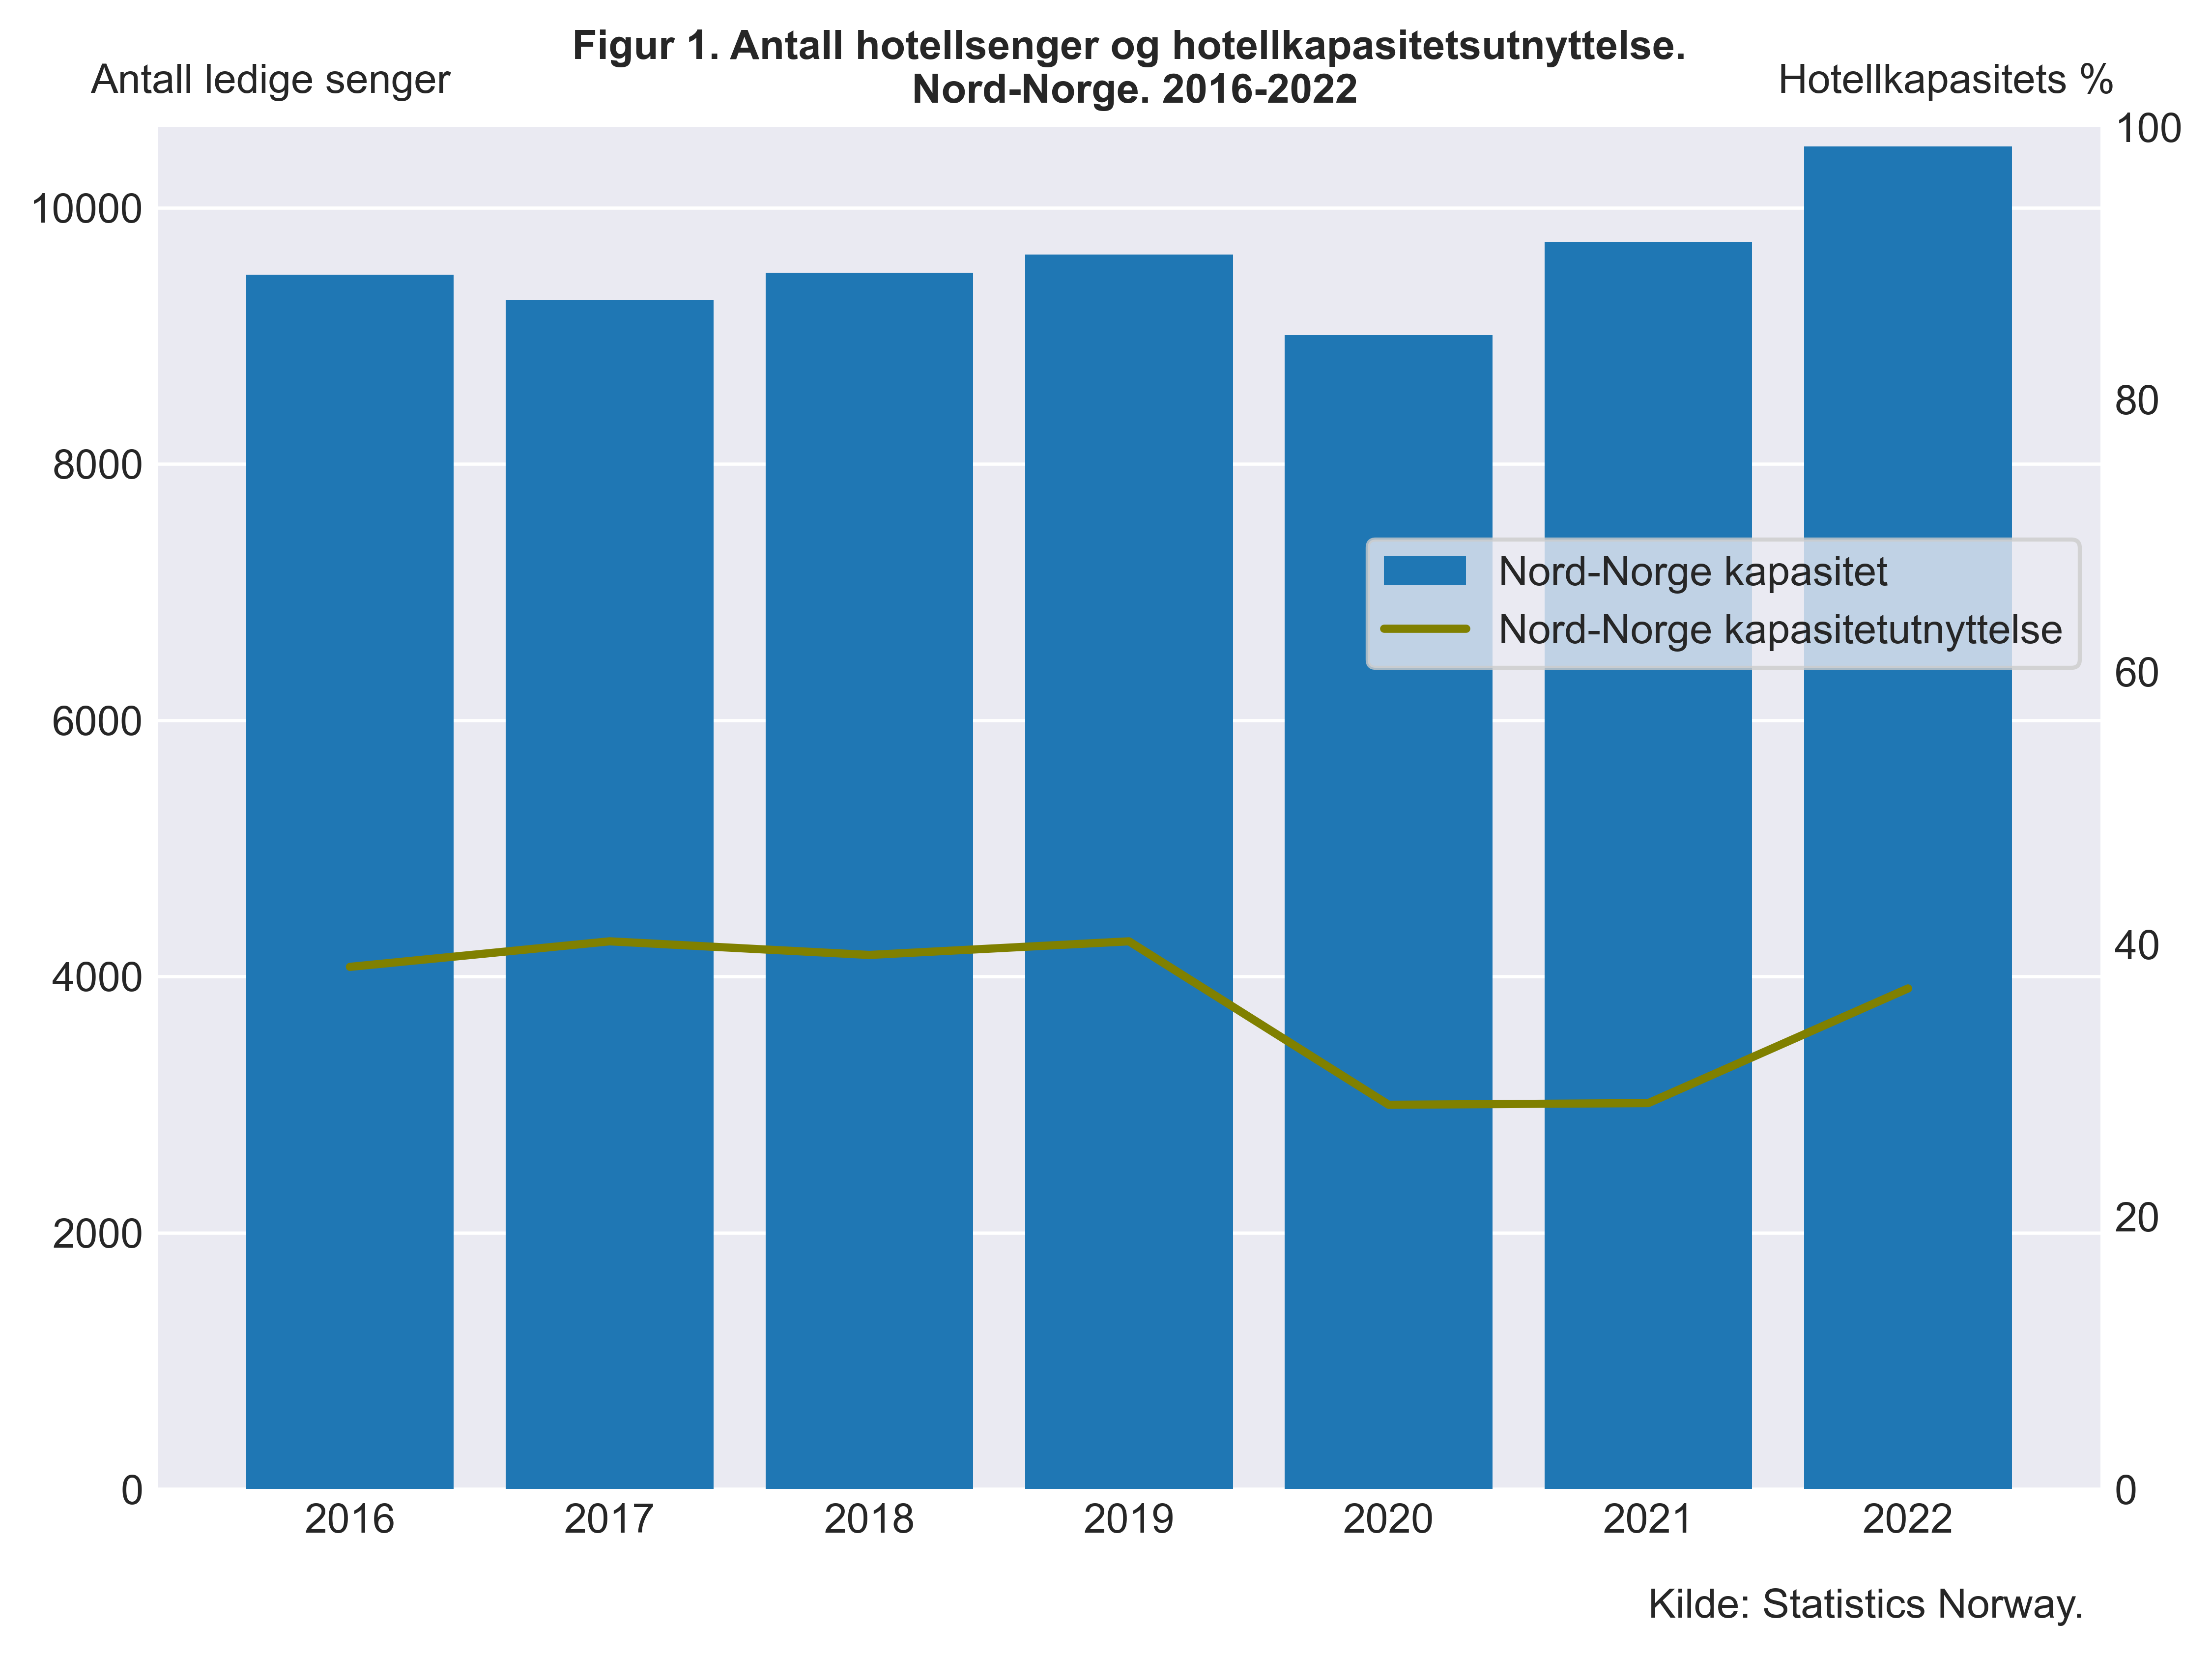 Figur 1. Antall hotellsenger og hotellkapasitetsutnyttelse.
Nord-Norge. 2016-2022
Antall ledige senger
Hotellkapasitets %
10000
8000
6000
4000
2000
0
100
80
60
40
20
0
Nord-Norge kapasitet
Nord-Norge kapasitetutnyttelse
2016 2017 2018 2019 2020 2021 2022
Kilde: Statistics Norway.